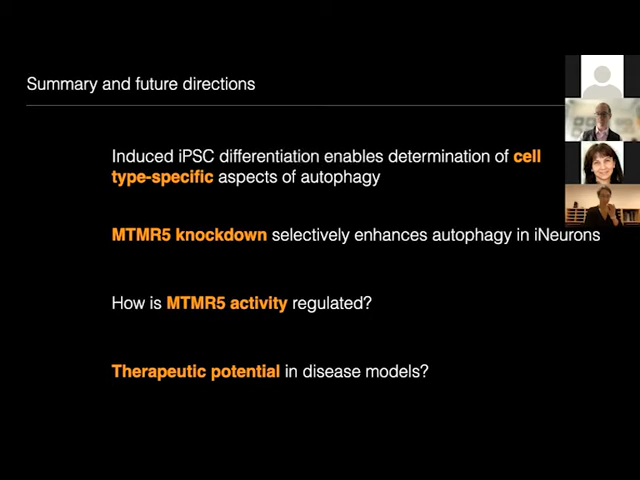 Summary and future directions
Induced iPSC differentiation enables determination of cell
type-specific aspects of autophagy
MTMR5 knockdown selectively enhances autophagy in iNeurons
How is MTMR5 activity regulated?
Therapeutic potential in disease models?